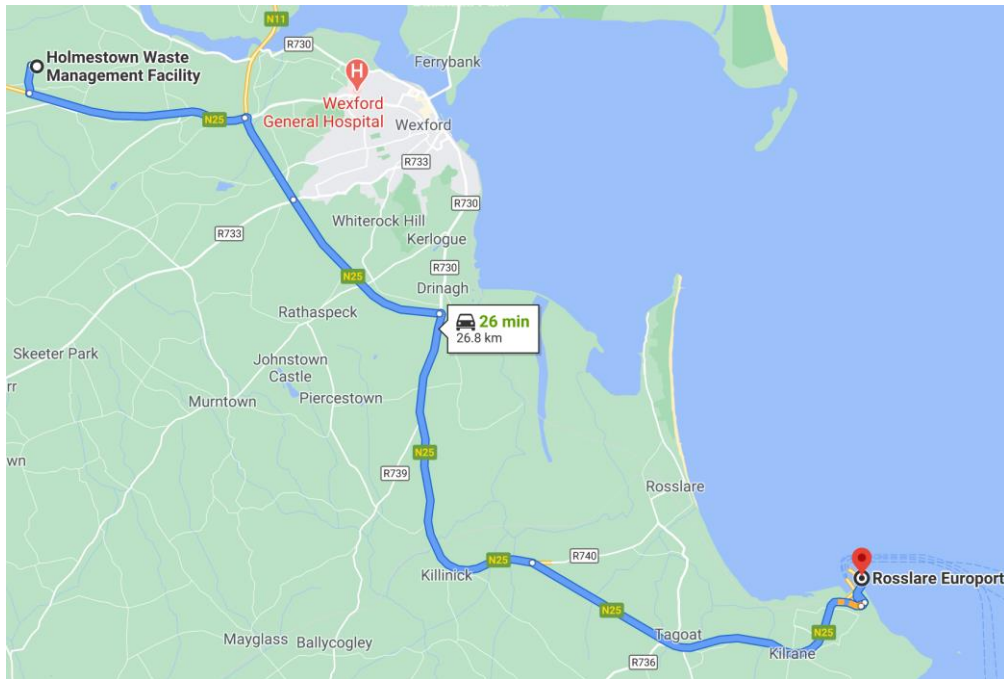 N11
R730
Ferrybank
Holmestown Waste
Management Facility
Wexford
General Hospital
Wexford
N25
R733
R730
Whiterock Hill
R733
Kerlogue
R730
N25
Drinagh
Rathaspeck
26 min
26.8 km
Skeeter Park
Johnstown
Castle
rr
Piercestown
Murntown
N25
wn
R739
Rosslare
R740
N25
Killinick
Rosslare Europort
N25
Mayglass
Ballycogley
Tagoat
N25
R736
Kilrane